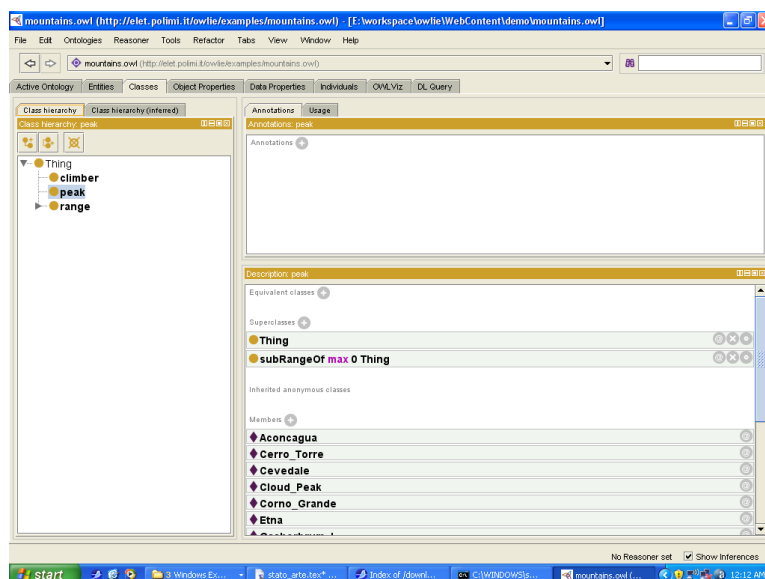 mountains.owl (http://elet.polimi.it/owlie/examples/mountains.owl) - [E:\workspace\owlie\WebContent\demo\mountains.owl]
File Edit Ontologies Reasoner Tools Refactor Tabs View Window Help
mountains.owl (http://elet.polimi.it/owlie/examples/mountains.owl)
Active Ontology Entities Classes Object Properties Data Properties Individuals OWLViz DL Query
Class hierarchy Class hierarchy (inferred)
Class hierarchy: peak
Thing
climber
peak
range
Annotations Usage
Annotations: peak
Annotations
Description: peak
Equivalent classes
Superclasses
Thing
subRangeOf max 0 Thing
Inherited anonymous classes
Members
Aconcagua
Cerro_Torre
Cevedale
Cloud_Peak
Corno_Grande
Etna
No Reasoner set Show Inferences
start 3 Windows Ex... stato_arte.tex* ... Index of /downl... C:\WINDOWS\s... mountains.owl (... 12:12 AM